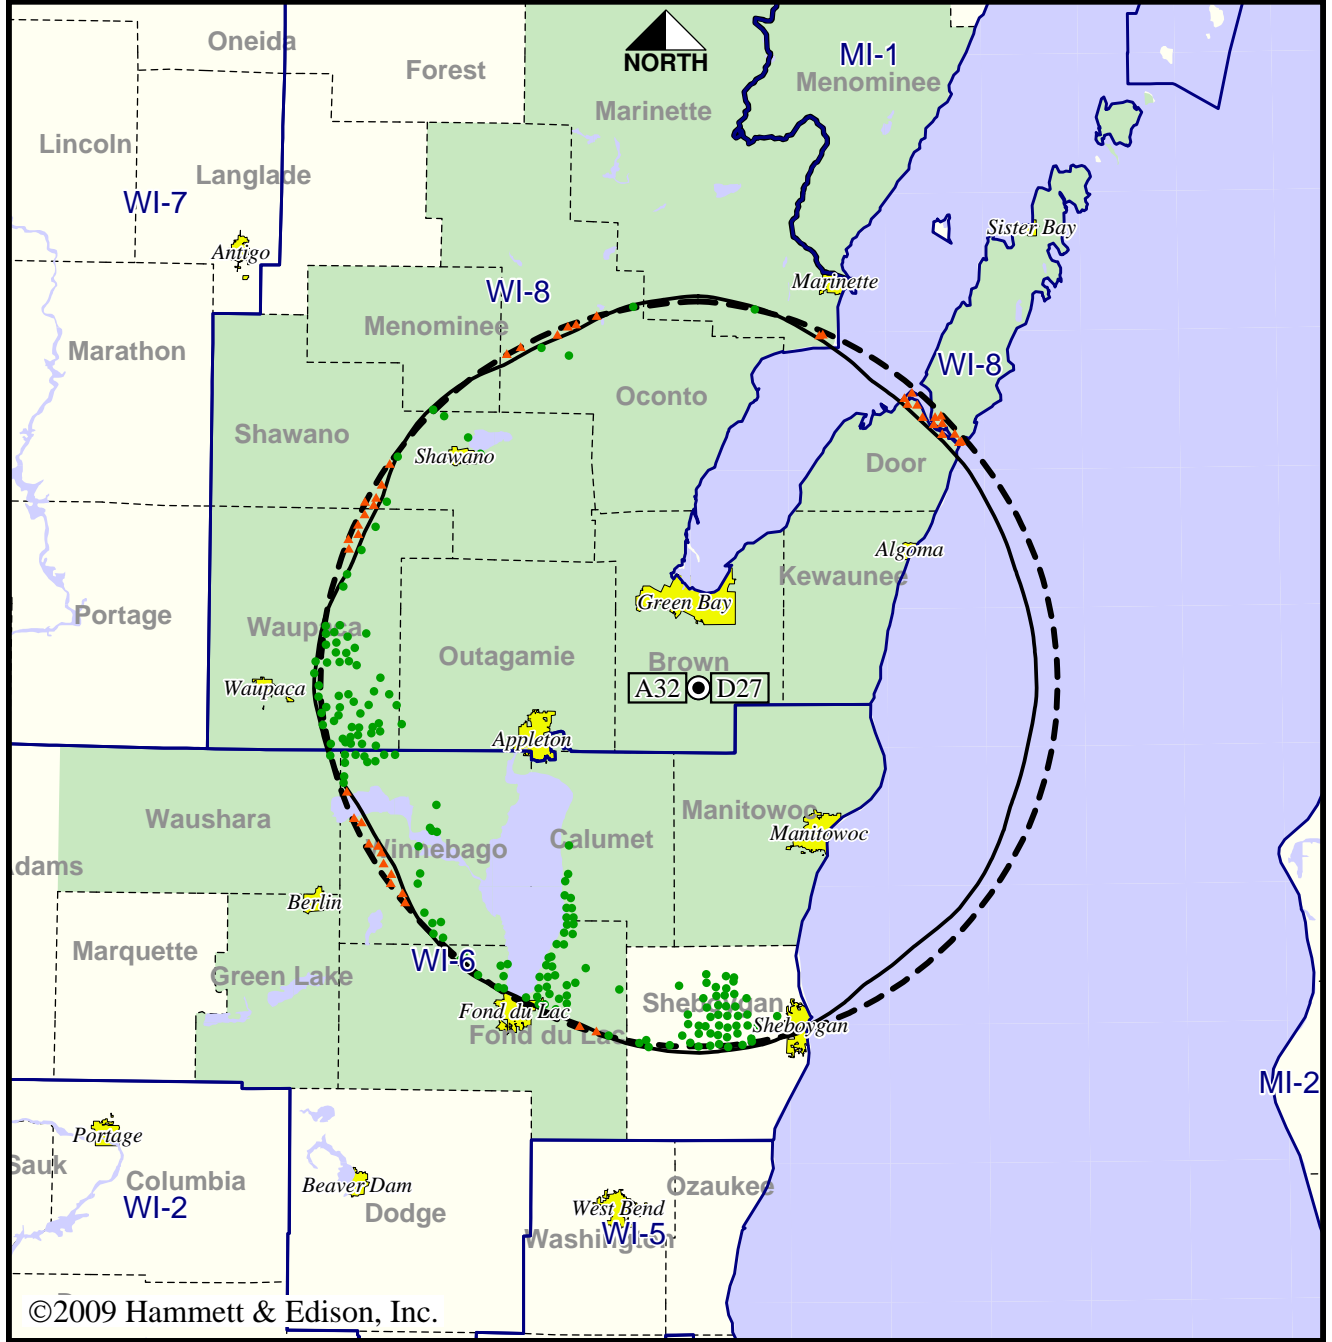 Oneida
Forest
NORTH
MI-1
Menominee
Marinette
Lincoln
Langlade
WI-7
Antigo
Sister Bay
Marinette
WI-8
Menominee
Marathon
WI-8
Oconto
Shawano
Shawano
Door
Algoma
Kewaunee
Green Bay
Portage
Waupaca
Outagamie
Brown
Waupaca
A32
D27
Appleton
Waushara
Manitowoc
Manitowoc
Winnebago
Calumet
Adams
Berlin
Marquette
WI-6
Green Lake
Sheboygan
Fond du Lac
Sheboygan
Fond du Lac
MI-2
Portage
Sauk
Columbia
Beaver Dam
Ozaukee
WI-2
Dodge
West Bend
WI-5
Washington
©2009 Hammett & Edison, Inc.